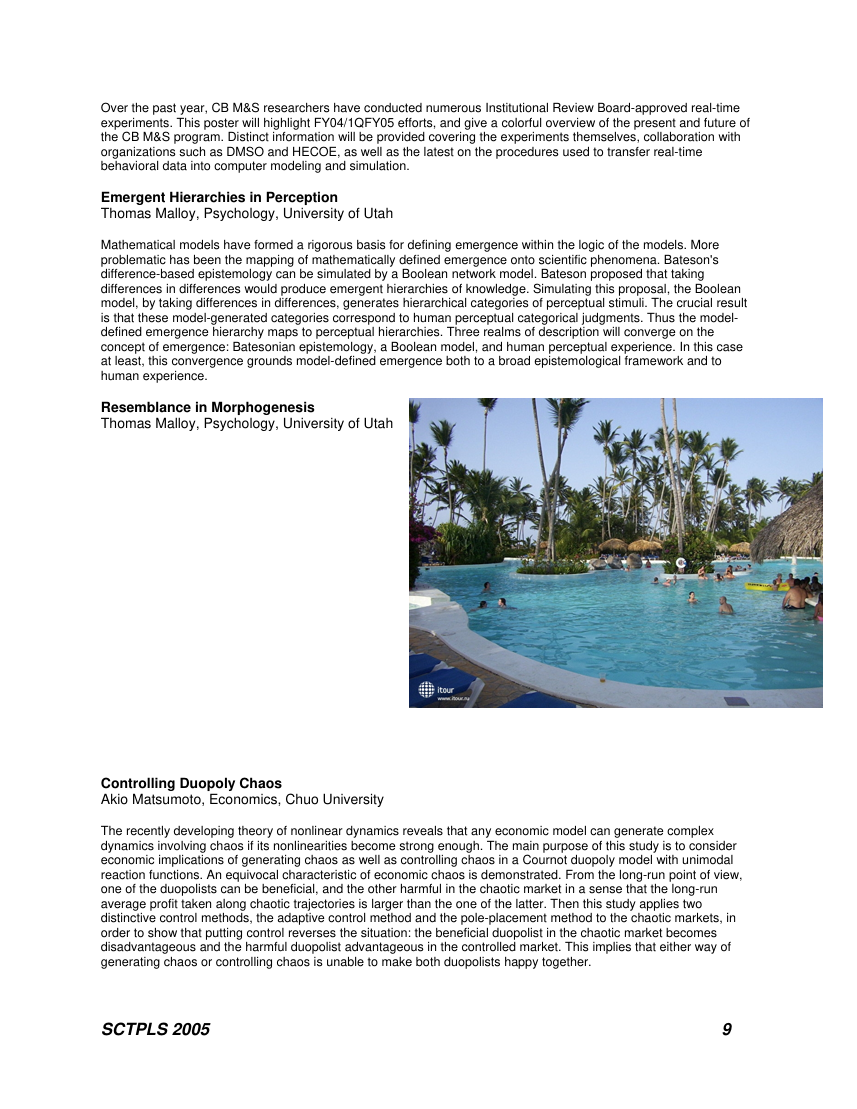 Over the past year, CB M&S researchers have conducted numerous Institutional Review Board-approved real-time
experiments. This poster will highlight FY04/1QFY05 efforts, and give a colorful overview of the present and future of
the CB M&S program. Distinct information will be provided covering the experiments themselves, collaboration with
organizations such as DMSO and HECOE, as well as the latest on the procedures used to transfer real-time
behavioral data into computer modeling and simulation.
Emergent Hierarchies in Perception
Thomas Malloy, Psychology, University of Utah
Mathematical models have formed a rigorous basis for defining emergence within the logic of the models. More
problematic has been the mapping of mathematically defined emergence onto scientific phenomena. Bateson's
difference-based epistemology can be simulated by a Boolean network model. Bateson proposed that taking
differences in differences would produce emergent hierarchies of knowledge. Simulating this proposal, the Boolean
model, by taking differences in differences, generates hierarchical categories of perceptual stimuli. The crucial result
is that these model-generated categories correspond to human perceptual categorical judgments. Thus the model-
defined emergence hierarchy maps to perceptual hierarchies. Three realms of description will converge on the
concept of emergence: Batesonian epistemology, a Boolean model, and human perceptual experience. In this case
at least, this convergence grounds model-defined emergence both to a broad epistemological framework and to
human experience.
Resemblance in Morphogenesis
Thomas Malloy, Psychology, University of Utah
itour
www.itour.ru
Controlling Duopoly Chaos
Akio Matsumoto, Economics, Chuo University
The recently developing theory of nonlinear dynamics reveals that any economic model can generate complex
dynamics involving chaos if its nonlinearities become strong enough. The main purpose of this study is to consider
economic implications of generating chaos as well as controlling chaos in a Cournot duopoly model with unimodal
reaction functions. An equivocal characteristic of economic chaos is demonstrated. From the long-run point of view,
one of the duopolists can be beneficial, and the other harmful in the chaotic market in a sense that the long-run
average profit taken along chaotic trajectories is larger than the one of the latter. Then this study applies two
distinctive control methods, the adaptive control method and the pole-placement method to the chaotic markets, in
order to show that putting control reverses the situation: the beneficial duopolist in the chaotic market becomes
disadvantageous and the harmful duopolist advantageous in the controlled market. This implies that either way of
generating chaos or controlling chaos is unable to make both duopolists happy together.
SCTPLS 2005 9